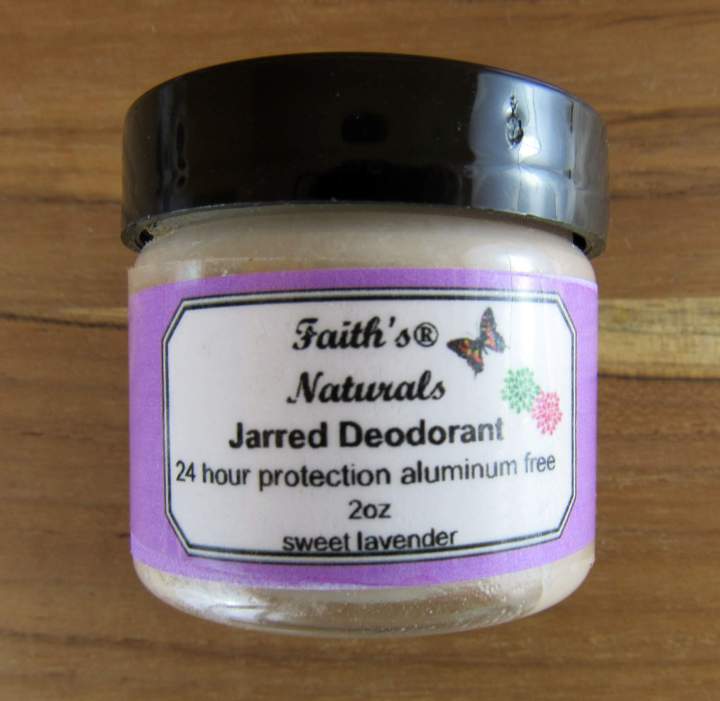 Faith's®
Naturals
Jarred Deodorant
24 hour protection aluminum free
2oz
sweet lavender